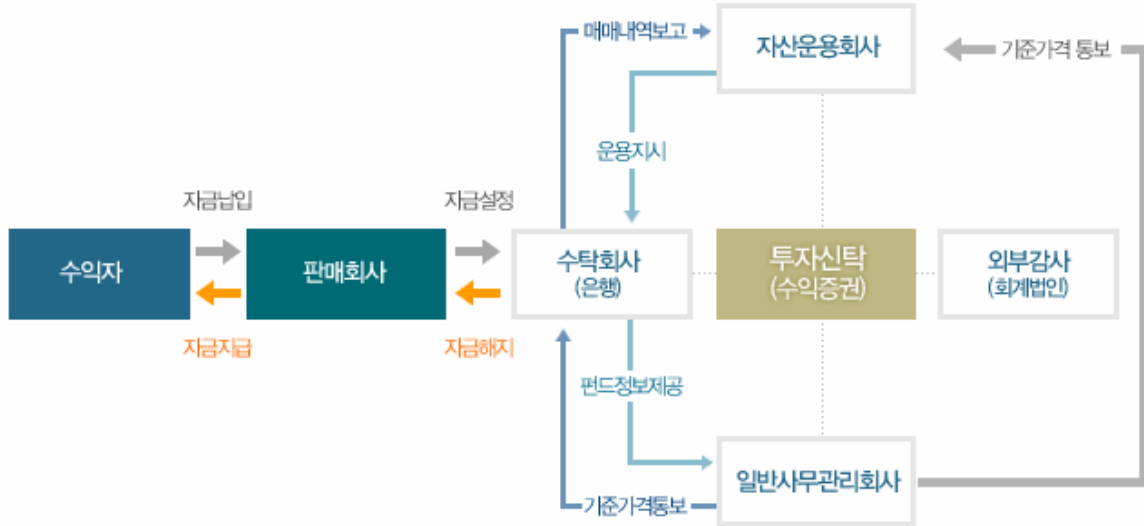 매매내역보고
자산운용회사
기준가격 통보
운용지시
자금납입
자금설정
수익자
판매회사
수탁회사
(은행)
투자신탁
(수익증권)
외부감사
(회계법인)
자금지급
자금해지
펀드정보제공
일반사무관리회사
기준가격통보